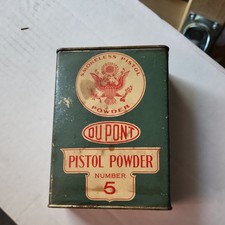 SMOKELESS PISTOL
POWDER
DU PONT
PISTOL POWDER
NUMBER
5